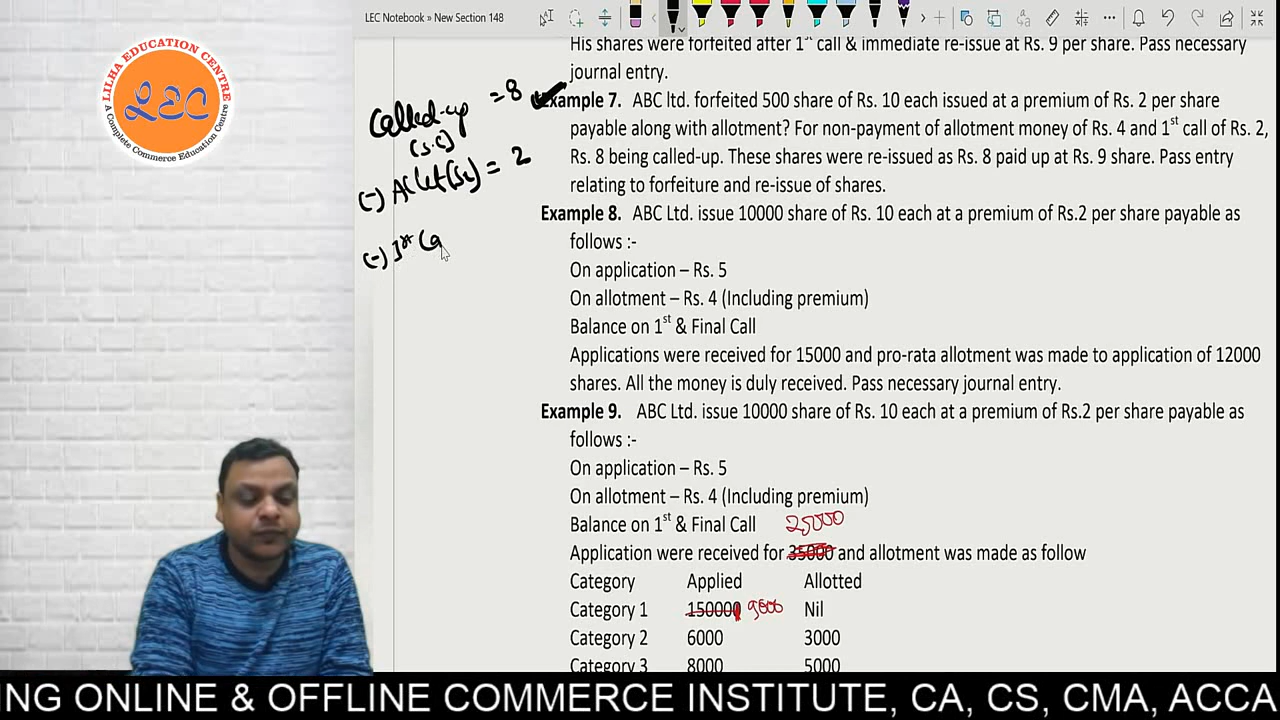 LEC Notebook » New Section 148
LILHA EDUCATION CENTRE
LEC
A Complete Commerce Education Centre
His shares were forfeited after 1st call & immediate re-issue at Rs. 9 per share. Pass necessary
journal entry.
Example 7. ABC ltd. forfeited 500 share of Rs. 10 each issued at a premium of Rs. 2 per share
payable along with allotment? For non-payment of allotment money of Rs. 4 and 1st call of Rs. 2,
Rs. 8 being called-up. These shares were re-issued as Rs. 8 paid up at Rs. 9 share. Pass entry
relating to forfeiture and re-issue of shares.
Called-up = 8
(S.C)
(-) = 2
(-) 1st Ca
Example 8. ABC Ltd. issue 10000 share of Rs. 10 each at a premium of Rs.2 per share payable as
follows :-
On application – Rs. 5
On allotment – Rs. 4 (Including premium)
Balance on 1st & Final Call
Applications were received for 15000 and pro-rata allotment was made to application of 12000
shares. All the money is duly received. Pass necessary journal entry.
Example 9. ABC Ltd. issue 10000 share of Rs. 10 each at a premium of Rs.2 per share payable as
follows :-
On application – Rs. 5
On allotment – Rs. 4 (Including premium)
Balance on 1st & Final Call 25000
Application were received for 35000 and allotment was made as follow
Category Applied Allotted
Category 1 150000 9000 Nil
Category 2 6000 3000
Category 3 8000 5000
NG ONLINE & OFFLINE COMMERCE INSTITUTE, CA, CS, CMA, ACCA